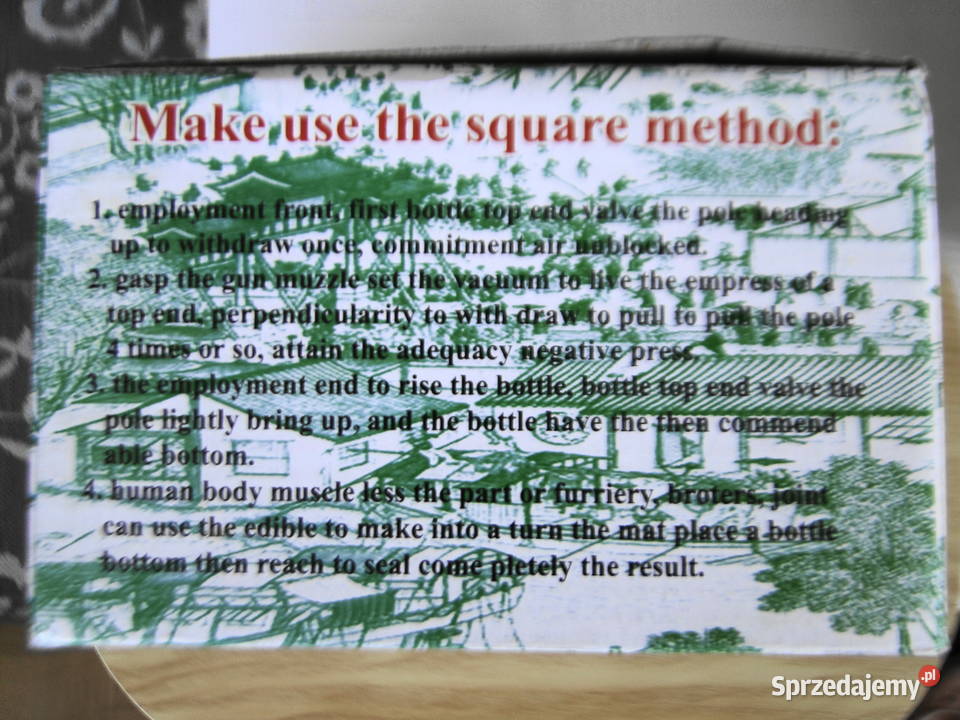 Make use the square method:
1. employment front, first bottle top end valve the pole heading
up to withdraw once, commitment air unblocked.
2. gasp the gun muzzle set the vacuum to live the empress of a
top end, perpendicularity to with draw to pull to pull the pole
4 times or so, attain the adequacy negative press.
3. the employment end to rise the bottle, bottle top end valve the
pole lightly bring up, and the bottle have the then commend
able bottom.
4. human body muscle less the part or furriery, broters, joint
can use the edible to make into a turn the mat place a bottle
bottom then reach to seal come pletely the result.
Sprzedajemy.pl